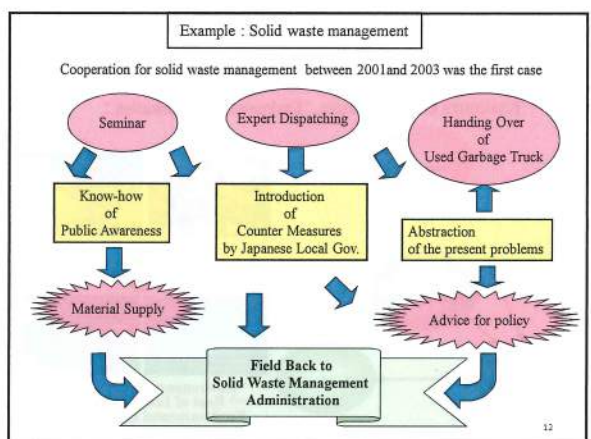 Example : Solid waste management
Cooperation for solid waste management between 2001and 2003 was the first case
Seminar
Expert Dispatching
Handing Over
of
Used Garbage Truck
Know-how
of
Public Awareness
Introduction
of
Counter Measures
by Japanese Local Gov.
Abstraction
of the present problems
Material Supply
Advice for policy
Field Back to
Solid Waste Management
Administration
12